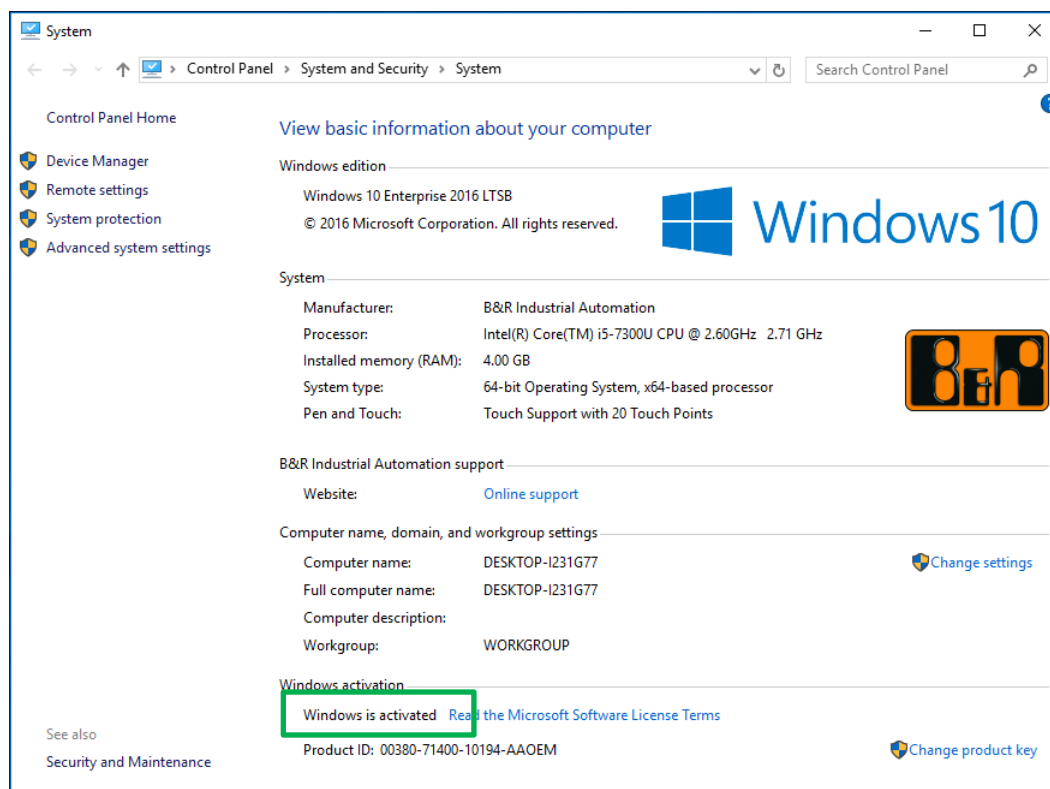 System
Control Panel > System and Security > System
Search Control Panel
Control Panel Home
Device Manager
Remote settings
System protection
Advanced system settings
See also
Security and Maintenance
View basic information about your computer
Windows edition
Windows 10 Enterprise 2016 LTSB
© 2016 Microsoft Corporation. All rights reserved.
Windows 10
System
Manufacturer: B&R Industrial Automation
Processor: Intel(R) Core(TM) i5-7300U CPU @ 2.60GHz 2.71 GHz
Installed memory (RAM): 4.00 GB
System type: 64-bit Operating System, x64-based processor
Pen and Touch: Touch Support with 20 Touch Points
B&R
B&R Industrial Automation support
Website: Online support
Computer name, domain, and workgroup settings
Computer name: DESKTOP-I231G77
Change settings
Full computer name: DESKTOP-I231G77
Computer description:
Workgroup: WORKGROUP
Windows activation
Windows is activated Read the Microsoft Software License Terms
Product ID: 00380-71400-10194-AAOEM
Change product key